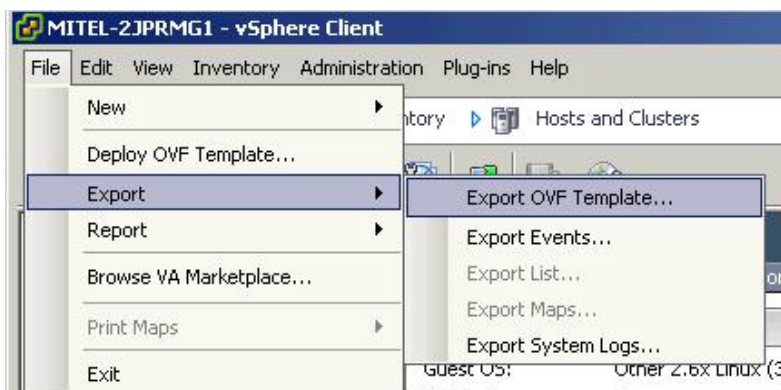 MITEL-2JPRMG1 - vSphere Client
File Edit View Inventory Administration Plug-ins Help
New
Hosts and Clusters
Deploy OVF Template...
Export
Export OVF Template...
Report
Export Events...
Browse VA Marketplace...
Export List...
Export Maps...
Print Maps
Export System Logs...
Exit
Guest OS: Other 2.6x Linux (3